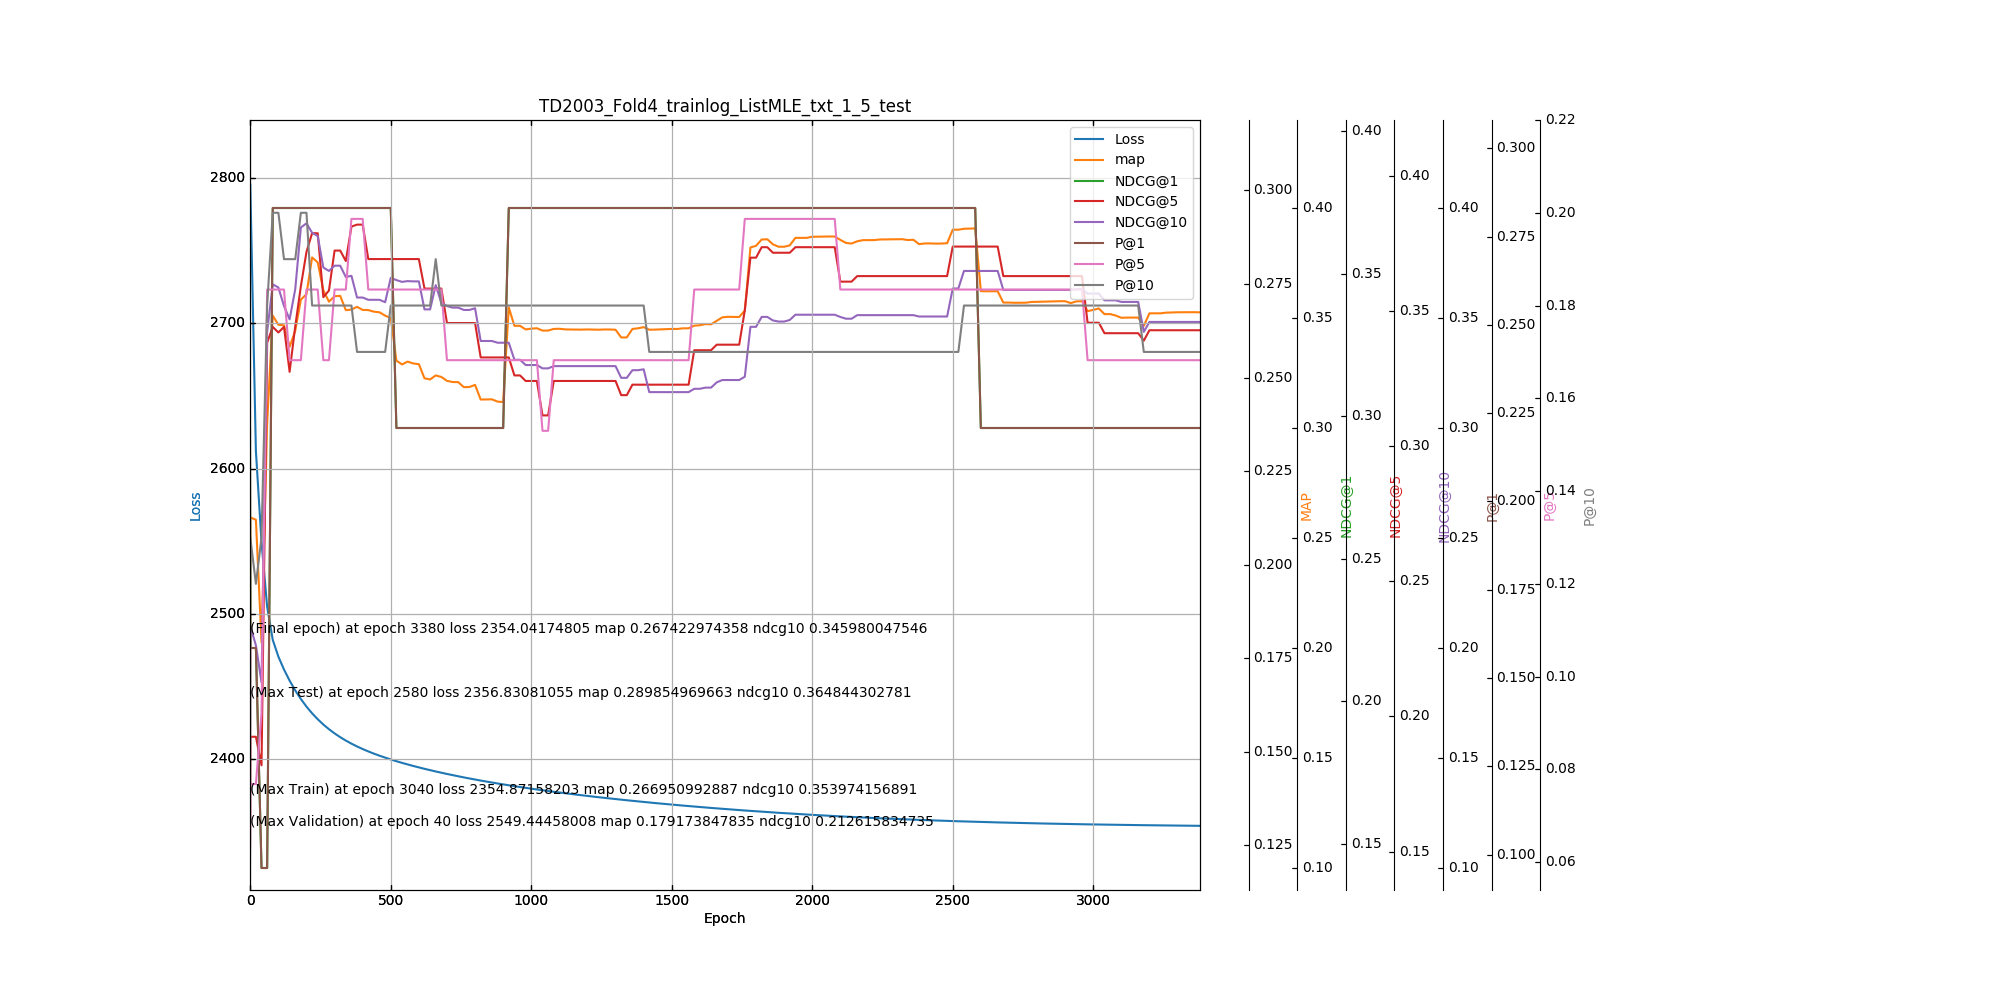 TD2003_Fold4_trainlog_ListMLE_txt_1_5_test
Loss
map
NDCG@1
NDCG@5
NDCG@10
P@1
P@5
P@10
2800
2700
2600
2500
2400
Loss
(Final epoch) at epoch 3380 loss 2354.04174805 map 0.267422974358 ndcg10 0.345980047546
(Max Test) at epoch 2580 loss 2356.83081055 map 0.289854969663 ndcg10 0.364844302781
(Max Train) at epoch 3040 loss 2354.87158203 map 0.266950992887 ndcg10 0.353974156891
(Max Validation) at epoch 40 loss 2549.44458008 map 0.179173847835 ndcg10 0.212615834735
0 500 1000 1500 2000 2500 3000
Epoch
0.300
0.275
0.250
0.225
0.200
0.175
0.150
0.125
MAP
0.40
0.35
0.30
0.25
0.20
0.15
0.10
NDCG@1
0.40
0.35
0.30
0.25
0.20
0.15
NDCG@5
0.40
0.35
0.30
0.25
0.20
0.15
NDCG@10
0.40
0.35
0.30
0.25
0.20
0.15
0.10
P@1
0.300
0.275
0.250
0.225
0.200
0.175
0.150
0.125
0.100
P@5
0.22
0.20
0.18
0.16
0.14
0.12
0.10
0.08
0.06
P@10